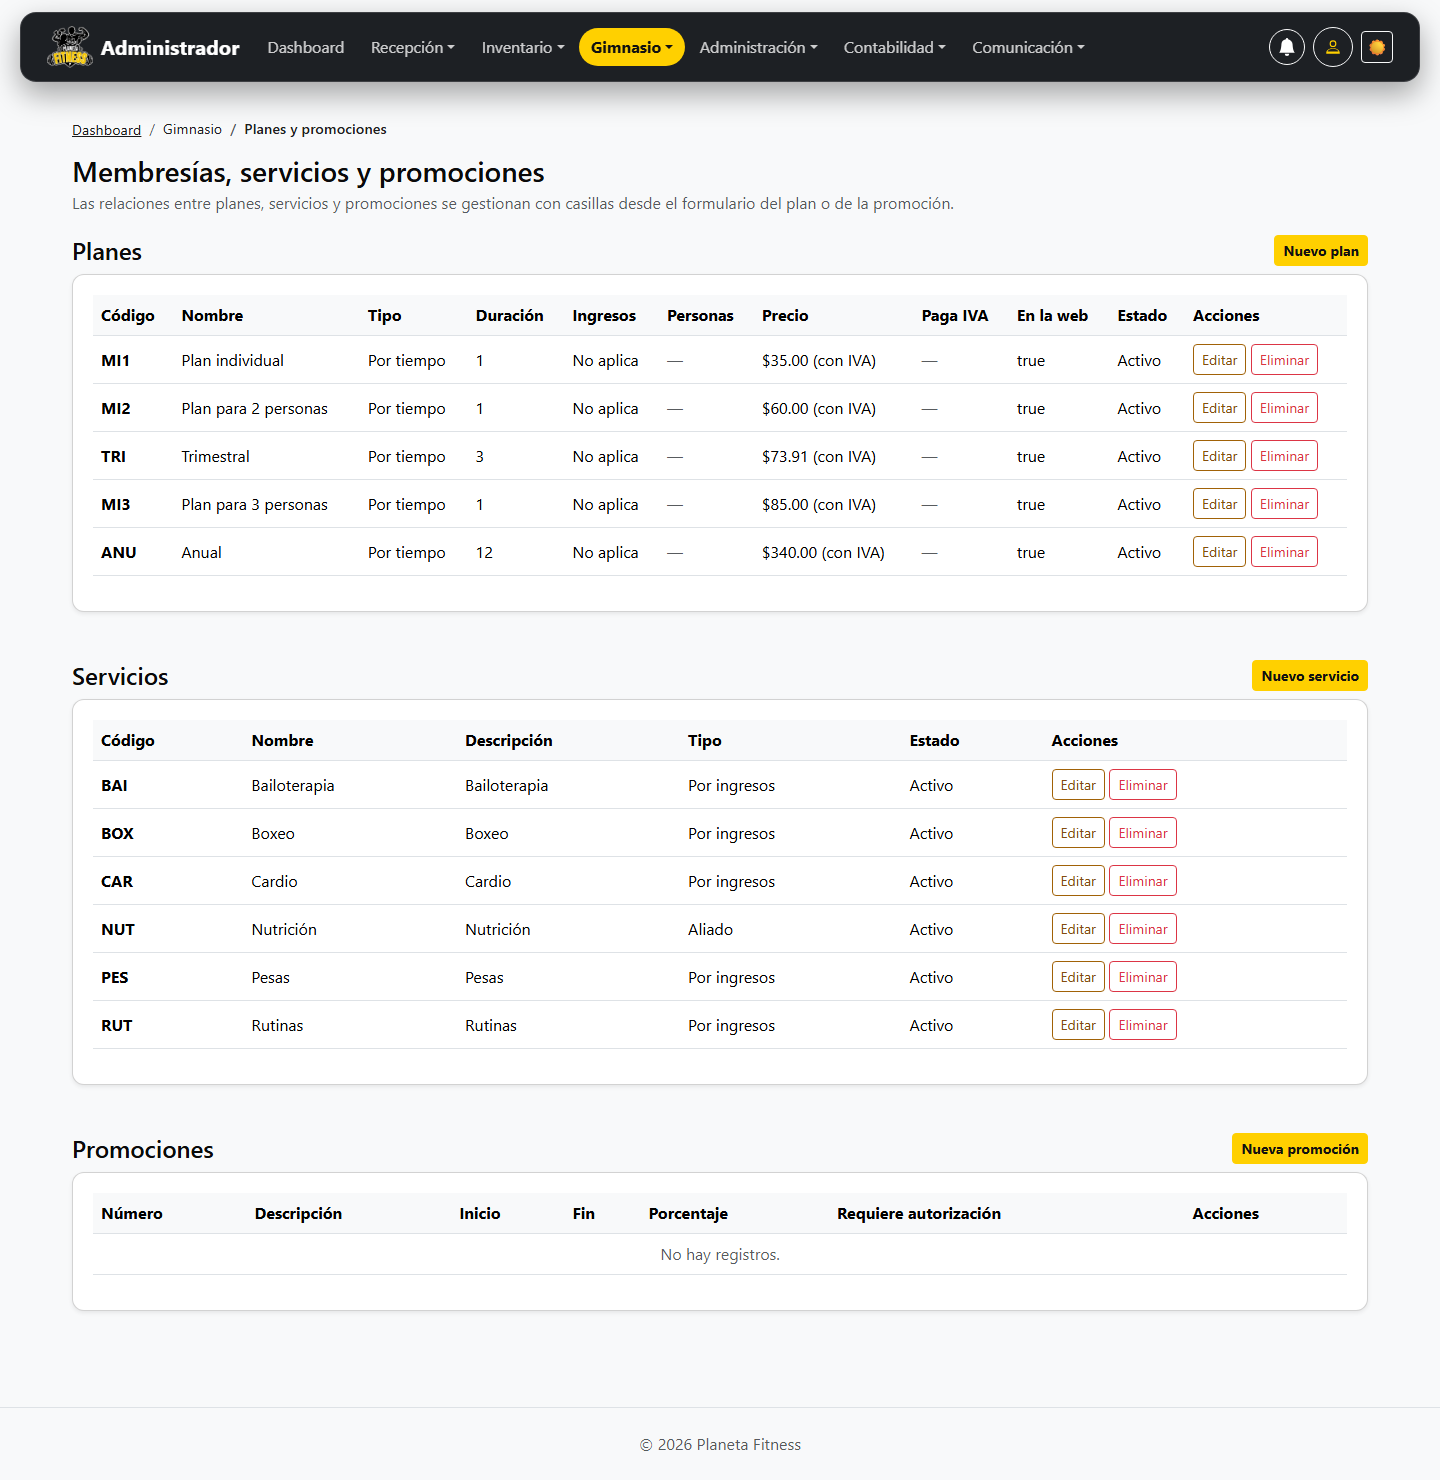 Administrador Dashboard Recepción Inventario Gimnasio Administración Contabilidad Comunicación
Dashboard / Gimnasio / Planes y promociones
Membresías, servicios y promociones
Las relaciones entre planes, servicios y promociones se gestionan con casillas desde el formulario del plan o de la promoción.
Planes Nuevo plan
Código Nombre Tipo Duración Ingresos Personas Precio Paga IVA En la web Estado Acciones
MI1 Plan individual Por tiempo 1 No aplica — $35.00 (con IVA) — true Activo Editar Eliminar
MI2 Plan para 2 personas Por tiempo 1 No aplica — $60.00 (con IVA) — true Activo Editar Eliminar
TRI Trimestral Por tiempo 3 No aplica — $73.91 (con IVA) — true Activo Editar Eliminar
MI3 Plan para 3 personas Por tiempo 1 No aplica — $85.00 (con IVA) — true Activo Editar Eliminar
ANU Anual Por tiempo 12 No aplica — $340.00 (con IVA) — true Activo Editar Eliminar
Servicios Nuevo servicio
Código Nombre Descripción Tipo Estado Acciones
BAI Bailoterapia Bailoterapia Por ingresos Activo Editar Eliminar
BOX Boxeo Boxeo Por ingresos Activo Editar Eliminar
CAR Cardio Cardio Por ingresos Activo Editar Eliminar
NUT Nutrición Nutrición Aliado Activo Editar Eliminar
PES Pesas Pesas Por ingresos Activo Editar Eliminar
RUT Rutinas Rutinas Por ingresos Activo Editar Eliminar
Promociones Nueva promoción
Número Descripción Inicio Fin Porcentaje Requiere autorización Acciones
No hay registros.
© 2026 Planeta Fitness